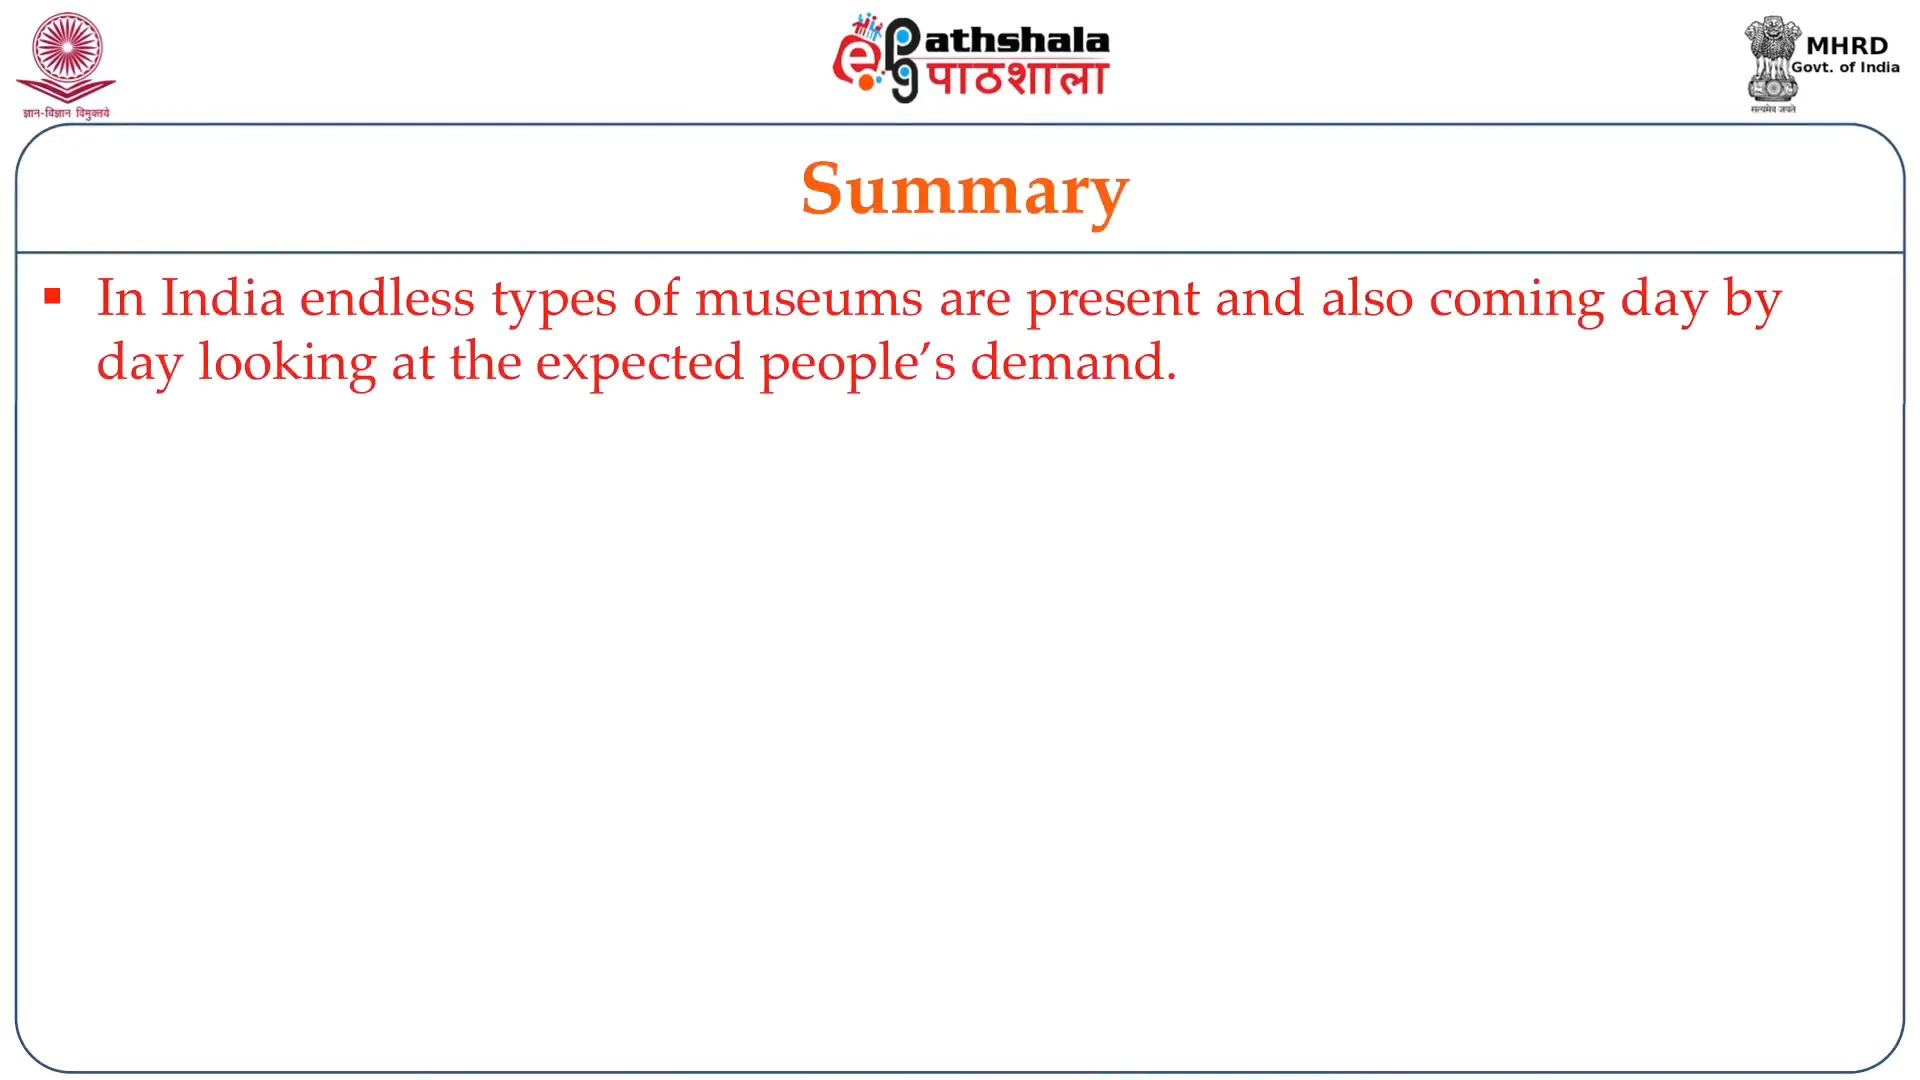 ज्ञान-विज्ञान विमुक्तये
e
pg
athshala
पाठशाला
MHRD
Govt. of India
सत्यमेव जयते
Summary
▪ In India endless types of museums are present and also coming day by
day looking at the expected people’s demand.